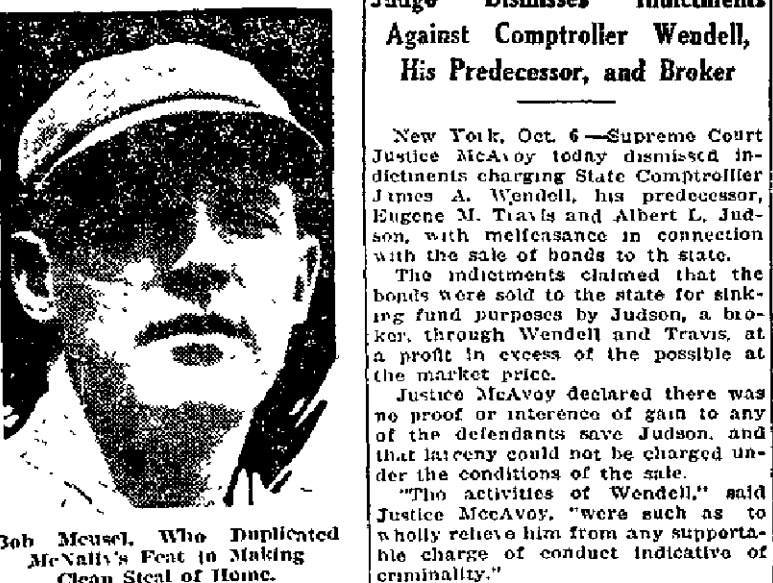 Bob Meusel, Who Duplicated
McNally's Feat in Making
Clean Steal of Home.
Judge Dismisses Indictments
Against Comptroller Wendell,
His Predecessor, and Broker
New York, Oct. 6—Supreme Court
Justice McAvoy today dismissed in-
dictments charging State Comptrollier
James A. Wendell, his predecessor,
Eugene M. Travis and Albert L. Jud-
son, with melfeasance in connection
with the sale of bonds to th state.
The indictments claimed that the
bonds were sold to the state for sink-
ing fund purposes by Judson, a bro-
ker, through Wendell and Travis, at
a profit in excess of the possible at
the market price.
Justice McAvoy declared there was
no proof or interence of gain to any
of the defendants save Judson, and
that larceny could not be charged un-
der the conditions of the sale.
"The activities of Wendell," said
Justice MccAvoy, "were such as to
wholly relieve him from any supporta-
ble charge of conduct indicative of
criminality."